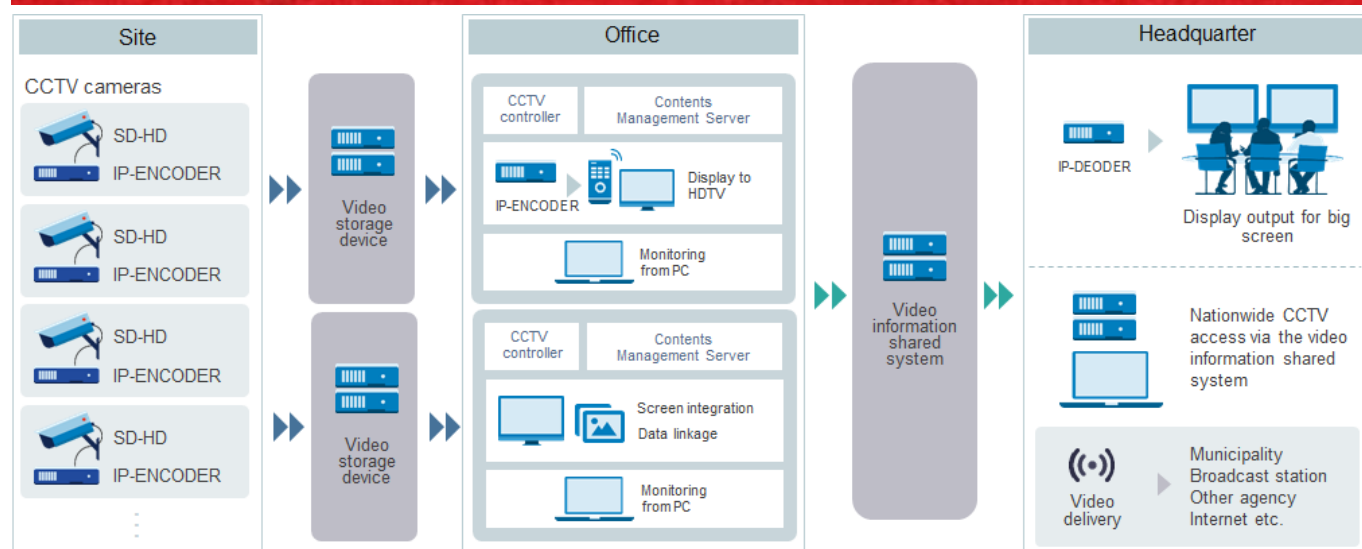 Site
CCTV cameras
SD-HD
IP-ENCODER
SD-HD
IP-ENCODER
SD-HD
IP-ENCODER
SD-HD
IP-ENCODER
Video
storage
device
Video
storage
device
Office
CCTV
controller
Contents
Management Server
IP-ENCODER
Display to
HDTV
Monitoring
from PC
CCTV
controller
Contents
Management Server
Screen integration
Data linkage
Monitoring
from PC
Video
information
shared
system
Headquarter
IP-DEODER
Display output for big
screen
Nationwide CCTV
access via the video
information shared
system
Video
delivery
Municipality
Broadcast station
Other agency
Internet etc.